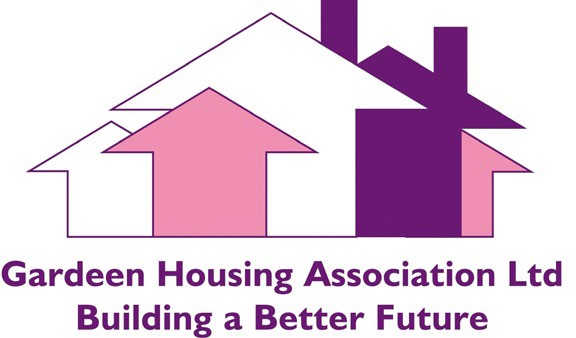 Gardeen Housing Association Ltd
Building a Better Future